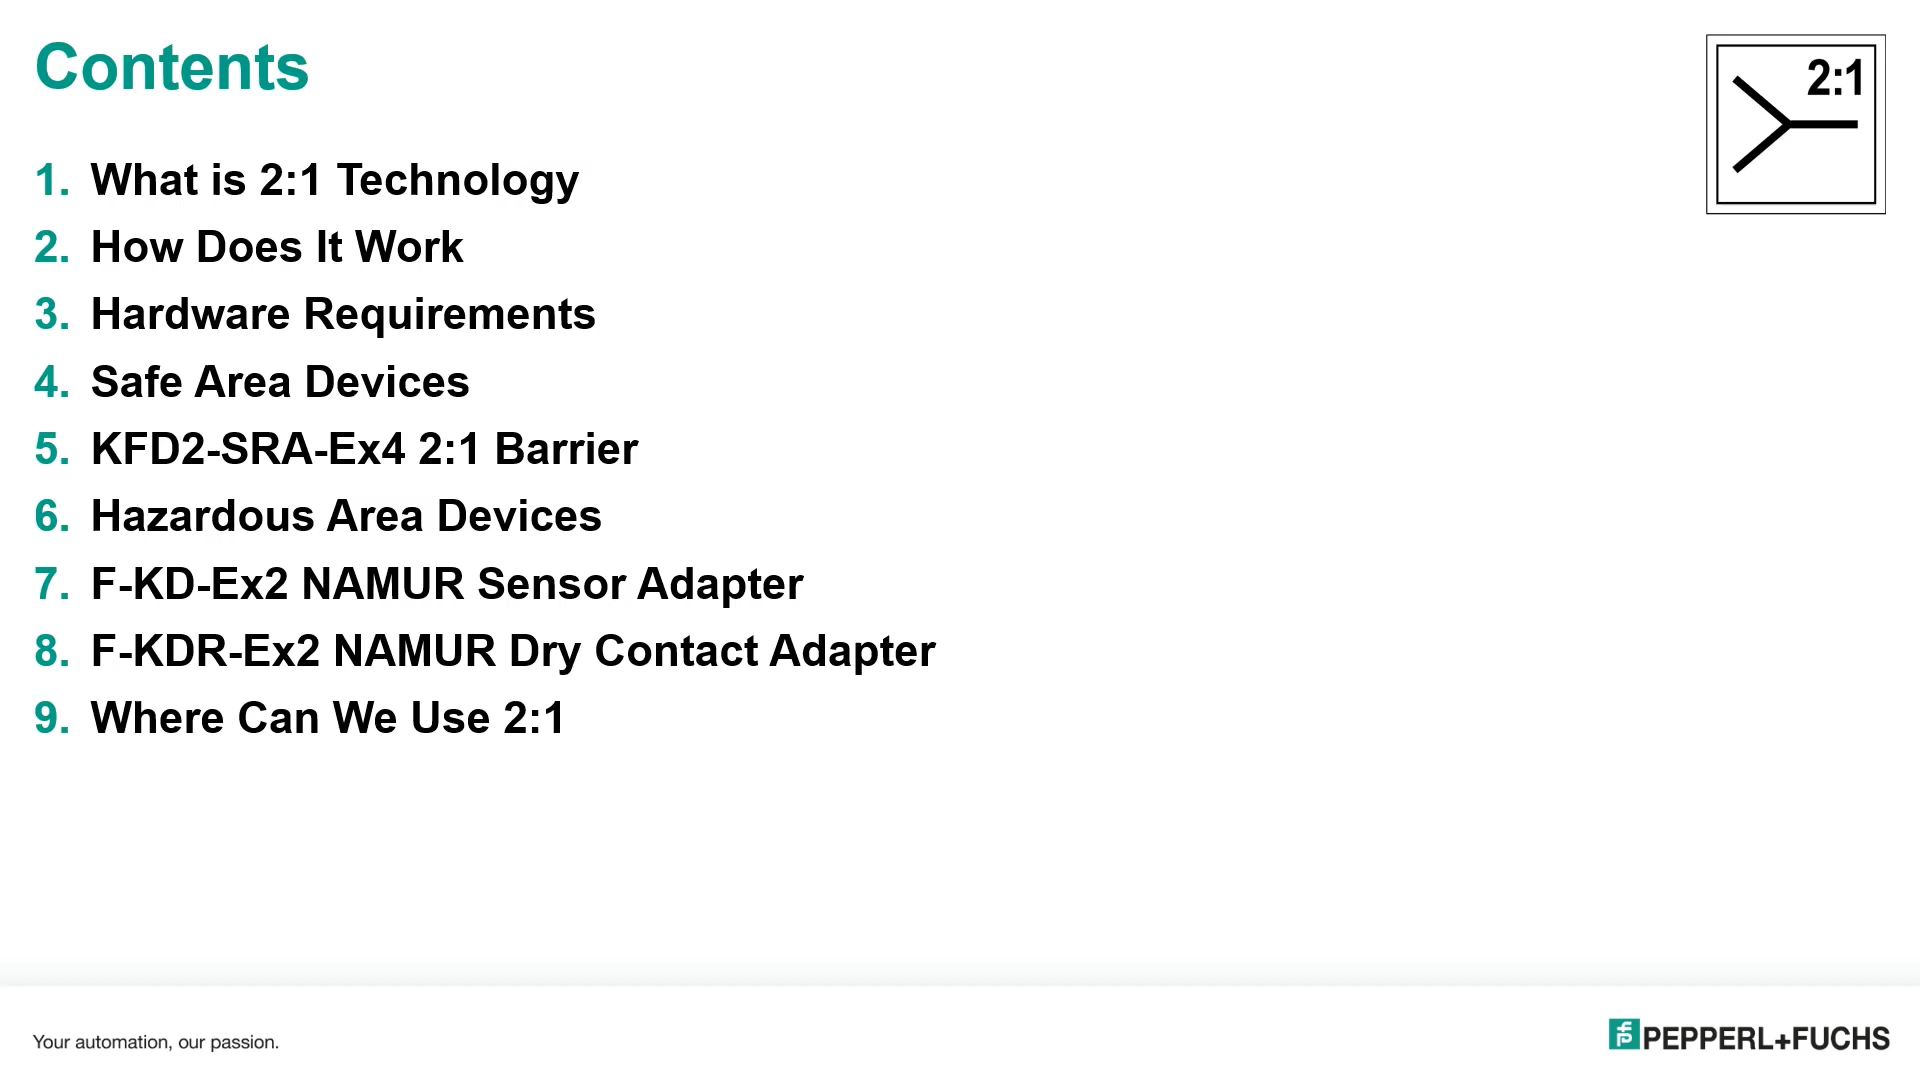 Contents
2:1
1. What is 2:1 Technology
2. How Does It Work
3. Hardware Requirements
4. Safe Area Devices
5. KFD2-SRA-Ex4 2:1 Barrier
6. Hazardous Area Devices
7. F-KD-Ex2 NAMUR Sensor Adapter
8. F-KDR-Ex2 NAMUR Dry Contact Adapter
9. Where Can We Use 2:1
Your automation, our passion.
PEPPERL+FUCHS